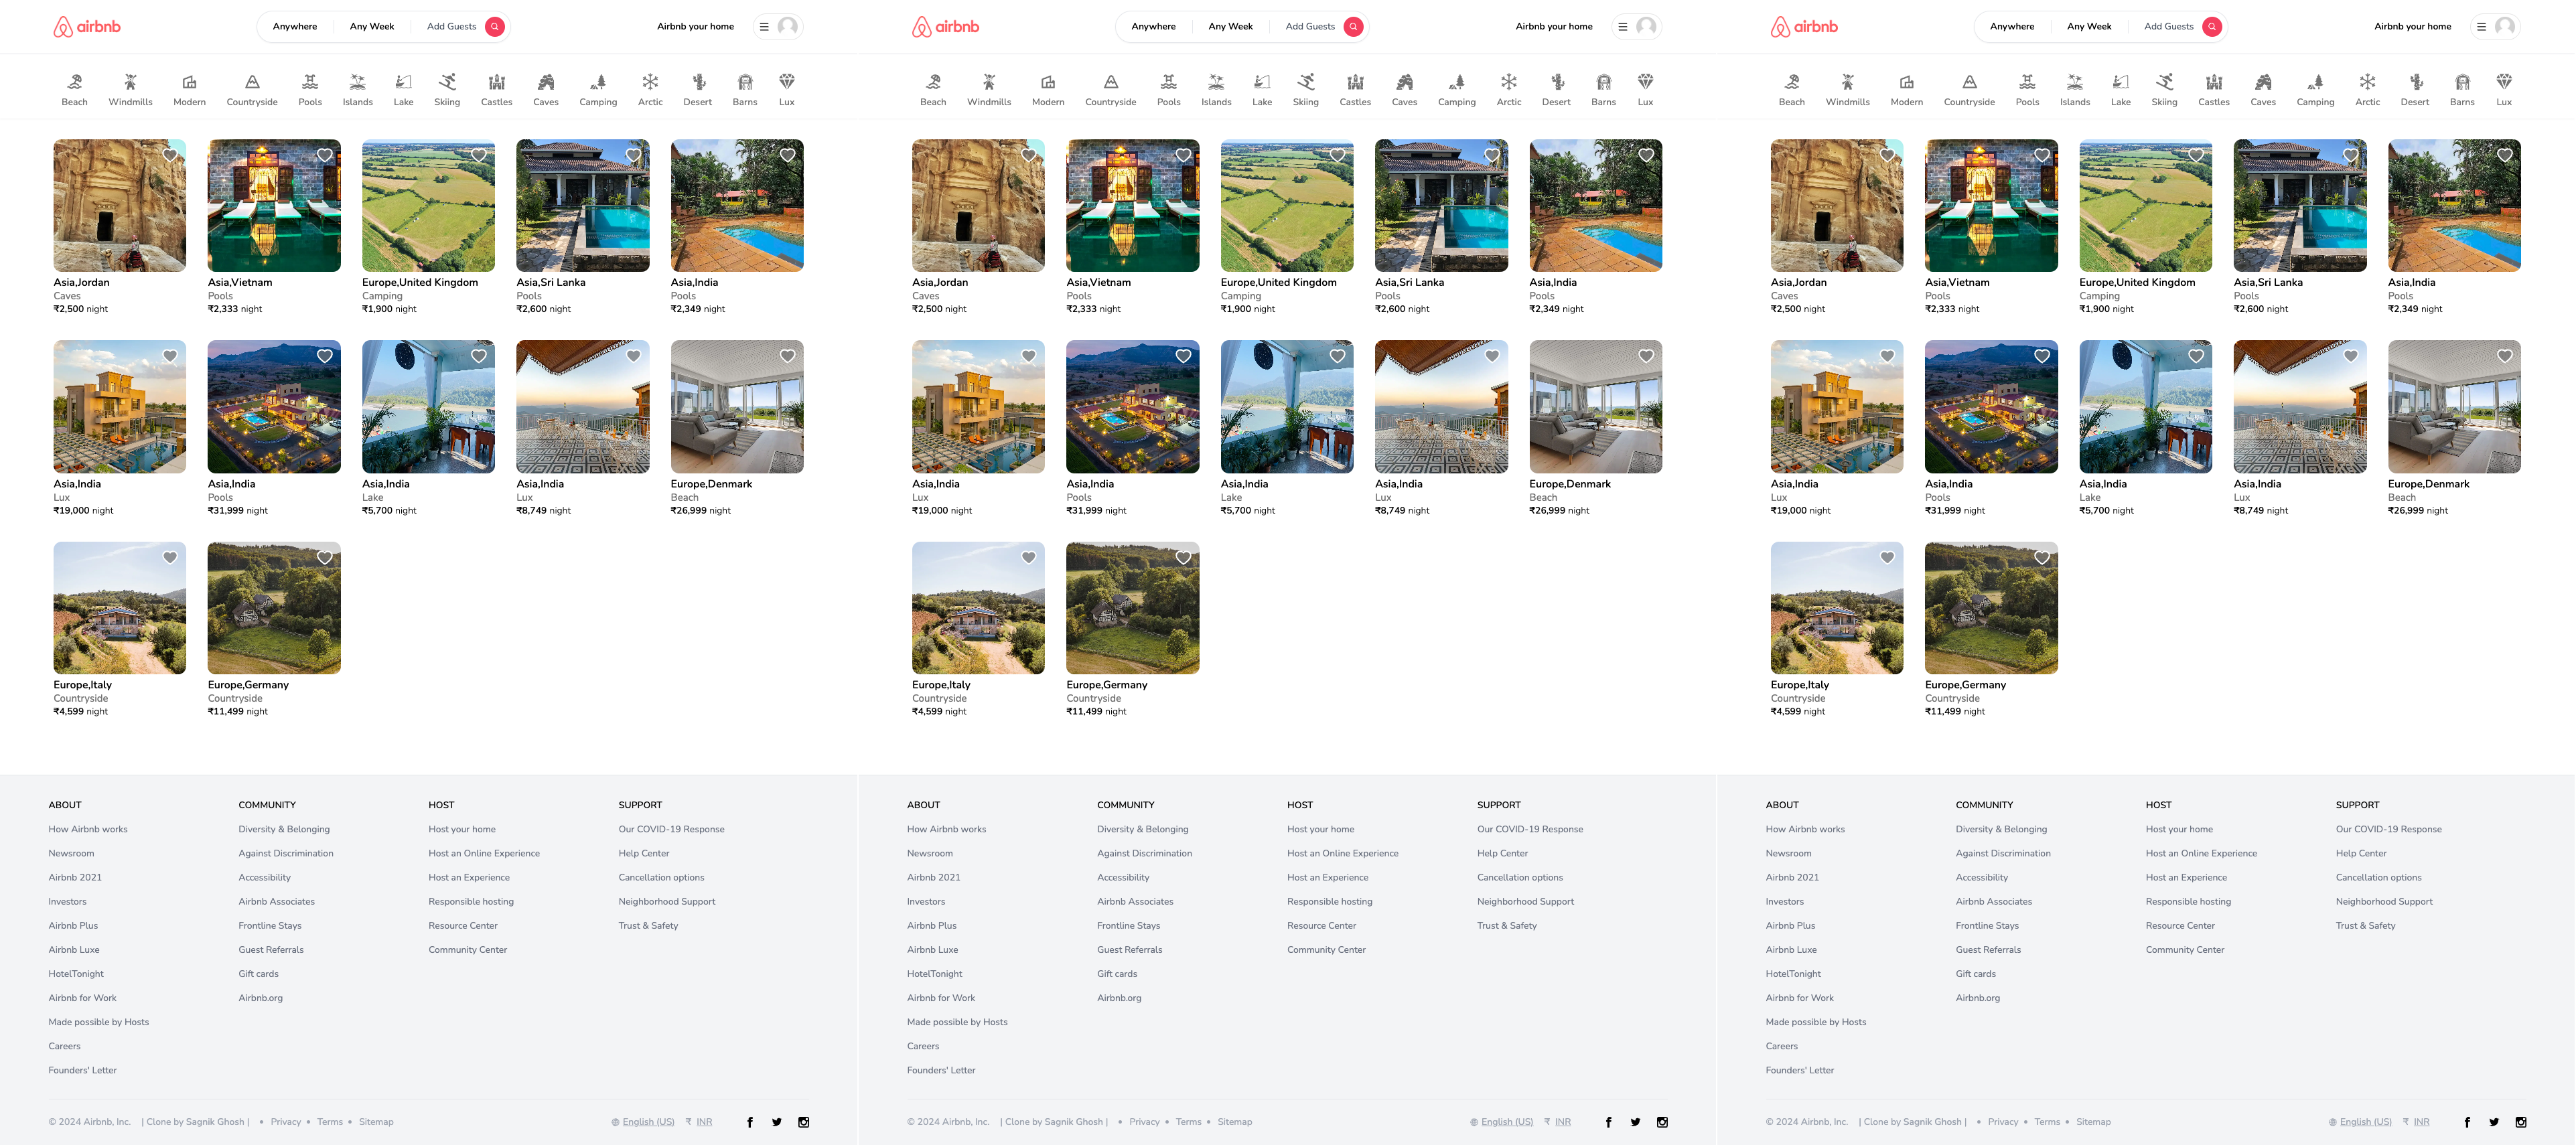 airbnb
Anywhere Any Week Add Guests
Airbnb your home
Beach Windmills Modern Countryside Pools Islands Lake Skiing Castles Caves Camping Arctic Desert Barns Lux
Asia,Jordan
Caves
₹2,500 night
Asia,Vietnam
Pools
₹2,333 night
Europe,United Kingdom
Camping
₹1,900 night
Asia,Sri Lanka
Pools
₹2,600 night
Asia,India
Pools
₹2,349 night
Asia,India
Lux
₹19,000 night
Asia,India
Pools
₹31,999 night
Asia,India
Lake
₹5,700 night
Asia,India
Lux
₹8,749 night
Europe,Denmark
Beach
₹26,999 night
Europe,Italy
Countryside
₹4,599 night
Europe,Germany
Countryside
₹11,499 night
ABOUT
How Airbnb works
Newsroom
Airbnb 2021
Investors
Airbnb Plus
Airbnb Luxe
HotelTonight
Airbnb for Work
Made possible by Hosts
Careers
Founders' Letter
COMMUNITY
Diversity & Belonging
Against Discrimination
Accessibility
Airbnb Associates
Frontline Stays
Guest Referrals
Gift cards
Airbnb.org
HOST
Host your home
Host an Online Experience
Host an Experience
Responsible hosting
Resource Center
Community Center
SUPPORT
Our COVID-19 Response
Help Center
Cancellation options
Neighborhood Support
Trust & Safety
© 2024 Airbnb, Inc. | Clone by Sagnik Ghosh | • Privacy • Terms • Sitemap
English (US) ₹ INR
airbnb
Anywhere Any Week Add Guests
Airbnb your home
Beach Windmills Modern Countryside Pools Islands Lake Skiing Castles Caves Camping Arctic Desert Barns Lux
Asia,Jordan
Caves
₹2,500 night
Asia,Vietnam
Pools
₹2,333 night
Europe,United Kingdom
Camping
₹1,900 night
Asia,Sri Lanka
Pools
₹2,600 night
Asia,India
Pools
₹2,349 night
Asia,India
Lux
₹19,000 night
Asia,India
Pools
₹31,999 night
Asia,India
Lake
₹5,700 night
Asia,India
Lux
₹8,749 night
Europe,Denmark
Beach
₹26,999 night
Europe,Italy
Countryside
₹4,599 night
Europe,Germany
Countryside
₹11,499 night
ABOUT
How Airbnb works
Newsroom
Airbnb 2021
Investors
Airbnb Plus
Airbnb Luxe
HotelTonight
Airbnb for Work
Made possible by Hosts
Careers
Founders' Letter
COMMUNITY
Diversity & Belonging
Against Discrimination
Accessibility
Airbnb Associates
Frontline Stays
Guest Referrals
Gift cards
Airbnb.org
HOST
Host your home
Host an Online Experience
Host an Experience
Responsible hosting
Resource Center
Community Center
SUPPORT
Our COVID-19 Response
Help Center
Cancellation options
Neighborhood Support
Trust & Safety
© 2024 Airbnb, Inc. | Clone by Sagnik Ghosh | • Privacy • Terms • Sitemap
English (US) ₹ INR
airbnb
Anywhere Any Week Add Guests
Airbnb your home
Beach Windmills Modern Countryside Pools Islands Lake Skiing Castles Caves Camping Arctic Desert Barns Lux
Asia,Jordan
Caves
₹2,500 night
Asia,Vietnam
Pools
₹2,333 night
Europe,United Kingdom
Camping
₹1,900 night
Asia,Sri Lanka
Pools
₹2,600 night
Asia,India
Pools
₹2,349 night
Asia,India
Lux
₹19,000 night
Asia,India
Pools
₹31,999 night
Asia,India
Lake
₹5,700 night
Asia,India
Lux
₹8,749 night
Europe,Denmark
Beach
₹26,999 night
Europe,Italy
Countryside
₹4,599 night
Europe,Germany
Countryside
₹11,499 night
ABOUT
How Airbnb works
Newsroom
Airbnb 2021
Investors
Airbnb Plus
Airbnb Luxe
HotelTonight
Airbnb for Work
Made possible by Hosts
Careers
Founders' Letter
COMMUNITY
Diversity & Belonging
Against Discrimination
Accessibility
Airbnb Associates
Frontline Stays
Guest Referrals
Gift cards
Airbnb.org
HOST
Host your home
Host an Online Experience
Host an Experience
Responsible hosting
Resource Center
Community Center
SUPPORT
Our COVID-19 Response
Help Center
Cancellation options
Neighborhood Support
Trust & Safety
© 2024 Airbnb, Inc. | Clone by Sagnik Ghosh | • Privacy • Terms • Sitemap
English (US) ₹ INR